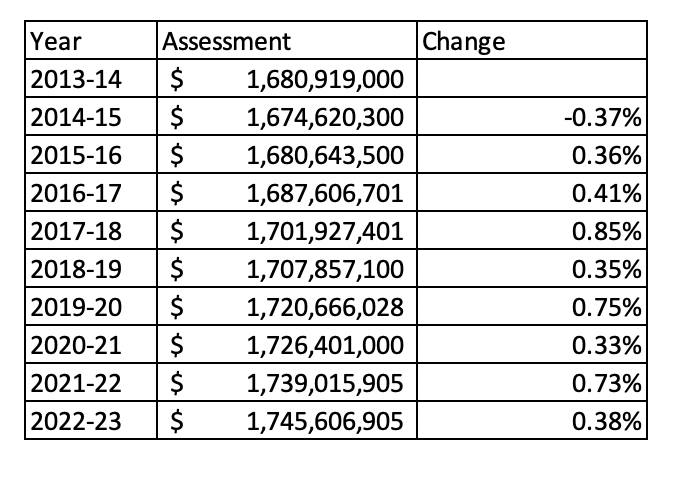 Year Assessment Change
2013-14 $ 1,680,919,000
2014-15 $ 1,674,620,300 -0.37%
2015-16 $ 1,680,643,500 0.36%
2016-17 $ 1,687,606,701 0.41%
2017-18 $ 1,701,927,401 0.85%
2018-19 $ 1,707,857,100 0.35%
2019-20 $ 1,720,666,028 0.75%
2020-21 $ 1,726,401,000 0.33%
2021-22 $ 1,739,015,905 0.73%
2022-23 $ 1,745,606,905 0.38%